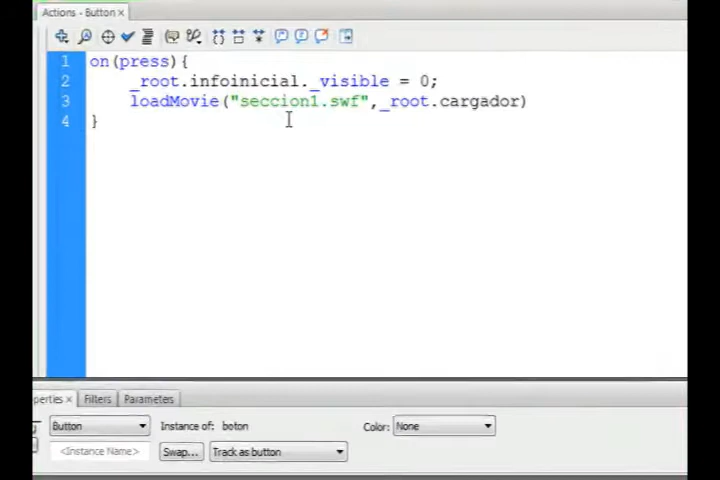 Actions - Button ×
1 on(press){
2 _root.infoinicial._visible = 0;
3 loadMovie("seccion1.swf",_root.cargador)
4 }
perties × Filters Parameters
Button Instance of: boton Color: None
<Instance Name> Swap... Track as button